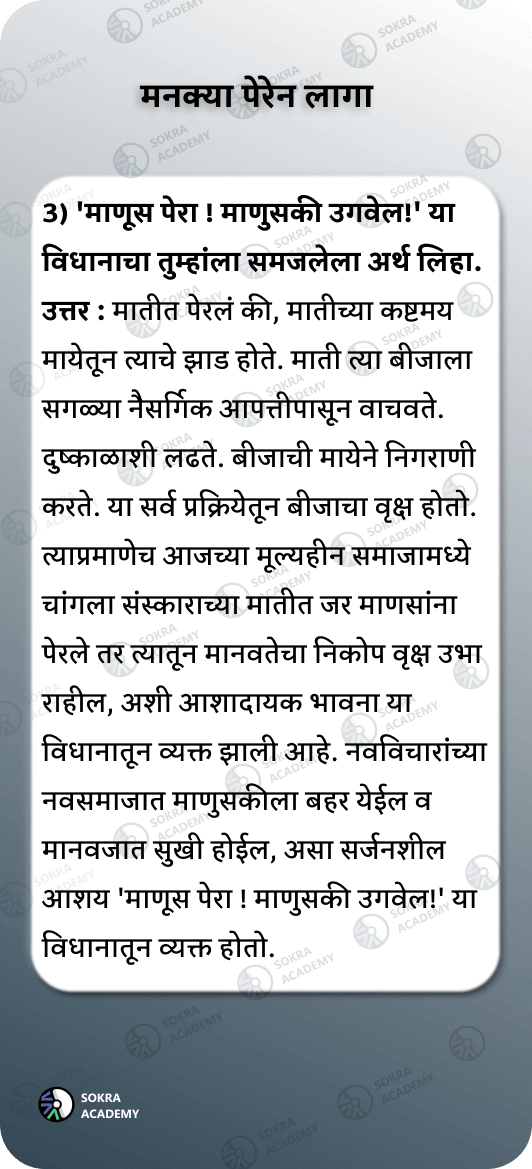 मनक्या पेरेन लागा
3) 'माणूस पेरा ! माणुसकी उगवेल!' या
विधानाचा तुम्हांला समजलेला अर्थ लिहा.
उत्तर : मातीत पेरलं की, मातीच्या कष्टमय
मायेतून त्याचे झाड होते. माती त्या बीजाला
सगळ्या नैसर्गिक आपत्तीपासून वाचवते.
दुष्काळाशी लढते. बीजाची मायेने निगराणी
करते. या सर्व प्रक्रियेतून बीजाचा वृक्ष होतो.
त्याप्रमाणेच आजच्या मूल्यहीन समाजामध्ये
चांगला संस्काराच्या मातीत जर माणसांना
पेरले तर त्यातून मानवतेचा निकोप वृक्ष उभा
राहील, अशी आशादायक भावना या
विधानातून व्यक्त झाली आहे. नवविचारांच्या
नवसमाजात माणुसकीला बहर येईल व
मानवजात सुखी होईल, असा सर्जनशील
आशय 'माणूस पेरा ! माणुसकी उगवेल!' या
विधानातून व्यक्त होतो.
SOKRA
ACADEMY